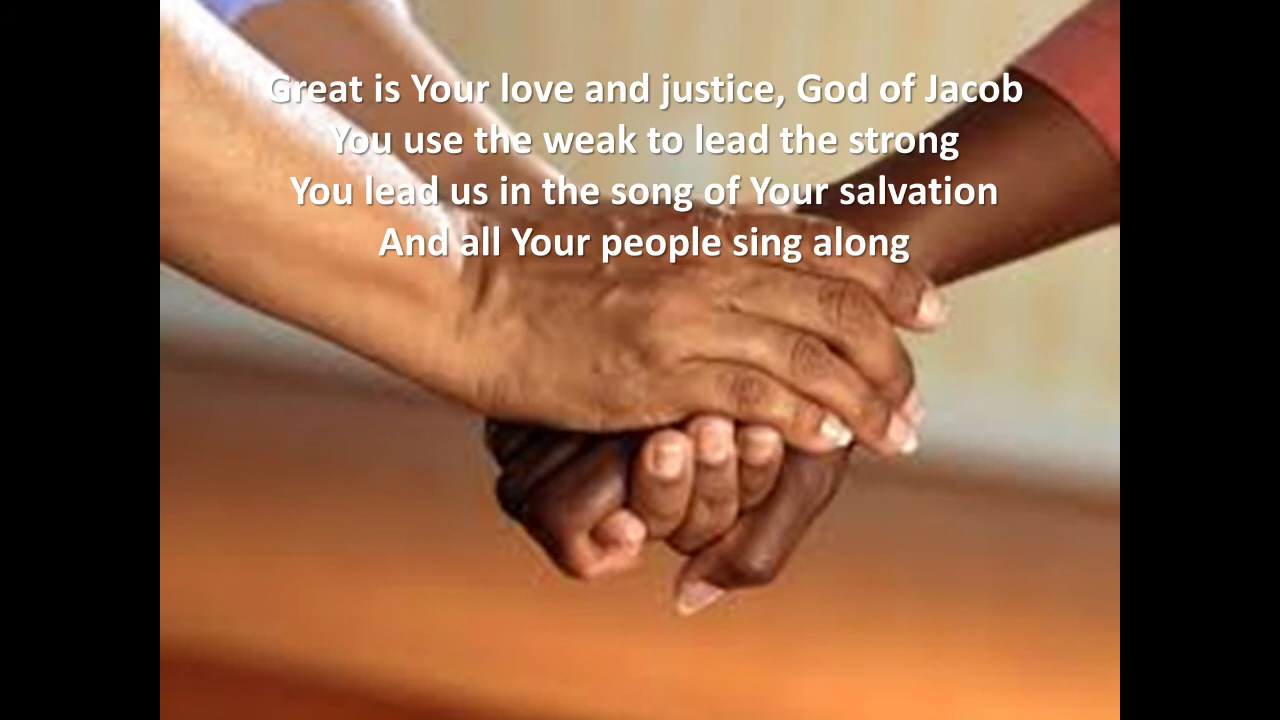 Great is Your love and justice, God of Jacob
You use the weak to lead the strong
You lead us in the song of Your salvation
And all Your people sing along